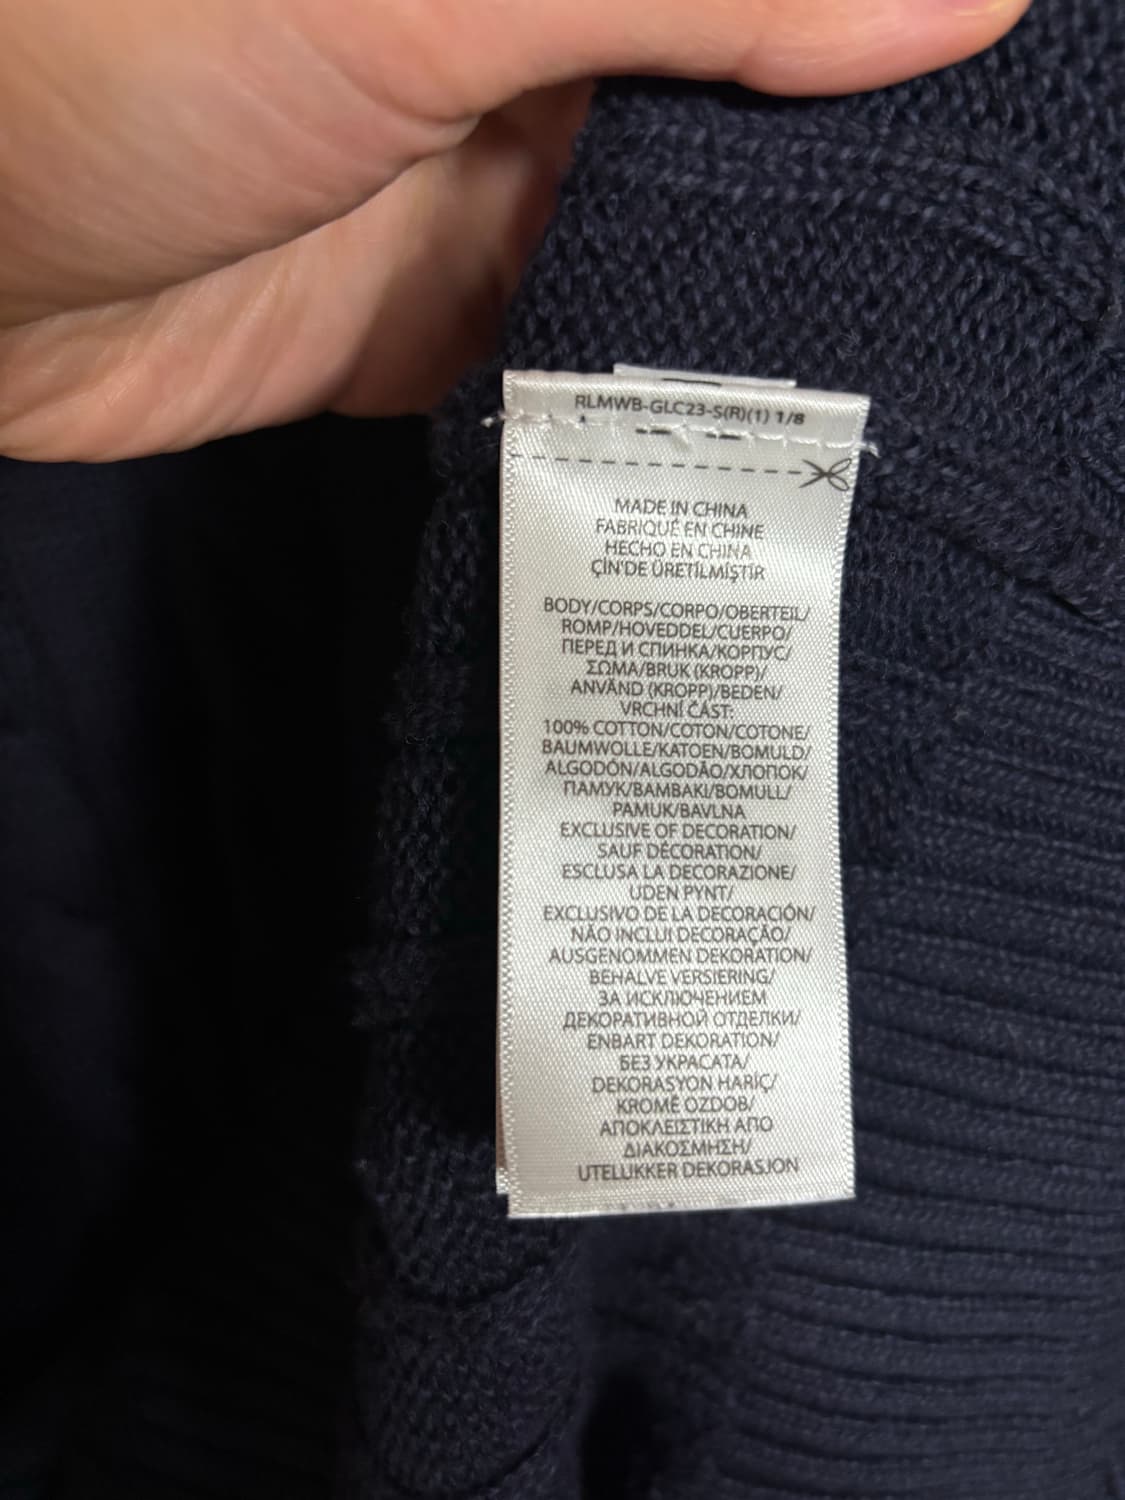 RLMWB-GLC23-S(R)(1) 1/8
MADE IN CHINA
FABRIQUÉ EN CHINE
HECHO EN CHINA
ÇİN'DE ÜRETİLMİŞTİR
BODY/CORPS/CORPO/OBERTEIL/
ROMP/HOVEDDEL/CUERPO/
ПЕРЕД И СПИНКА/КОРПУС/
ΣΩΜΑ/BRUK (KROPP)/
ANVÄND (KROPP)/BEDEN/
VRCHNÍ ČÁST:
100% COTTON/COTON/COTONE/
BAUMWOLLE/KATOEN/BOMULD/
ALGODÓN/ALGODÃO/ХЛОПОК/
ПАМУК/ΒΑΜΒΑΚΙ/BOMULL/
PAMUK/BAVLNA
EXCLUSIVE OF DECORATION/
SAUF DÉCORATION/
ESCLUSA LA DECORAZIONE/
UDEN PYNT/
EXCLUSIVO DE LA DECORACIÓN/
NÃO INCLUI DECORAÇÃO/
AUSGENOMMEN DEKORATION/
BEHALVE VERSIERING/
ЗА ИСКЛЮЧЕНИЕМ
ДЕКОРАТИВНОЙ ОТДЕЛКИ/
ENBART DEKORATION/
БЕЗ УКРАСАТА/
DEKORASYON HARİÇ/
KROMĚ OZDOB/
ΑΠΟΚΛΕΙΣΤΙΚΗ ΑΠΟ
ΔΙΑΚΟΣΜΗΣΗ/
UTELUKKER DEKORASJON